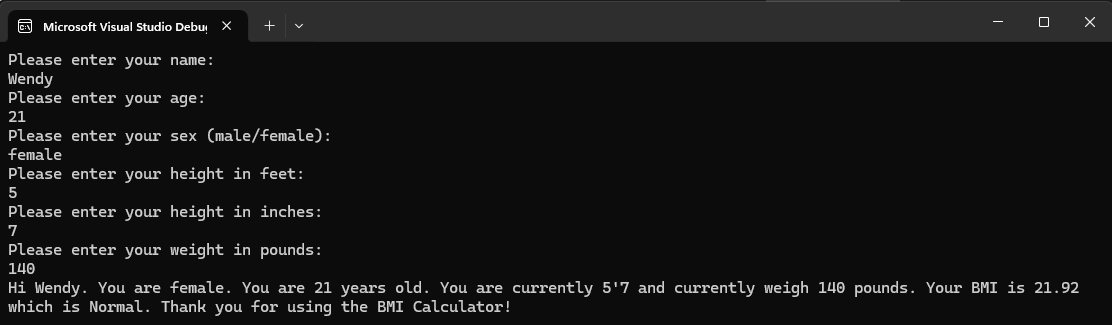 Microsoft Visual Studio Debug
Please enter your name:
Wendy
Please enter your age:
21
Please enter your sex (male/female):
female
Please enter your height in feet:
5
Please enter your height in inches:
7
Please enter your weight in pounds:
140
Hi Wendy. You are female. You are 21 years old. You are currently 5'7 and currently weigh 140 pounds. Your BMI is 21.92
which is Normal. Thank you for using the BMI Calculator!